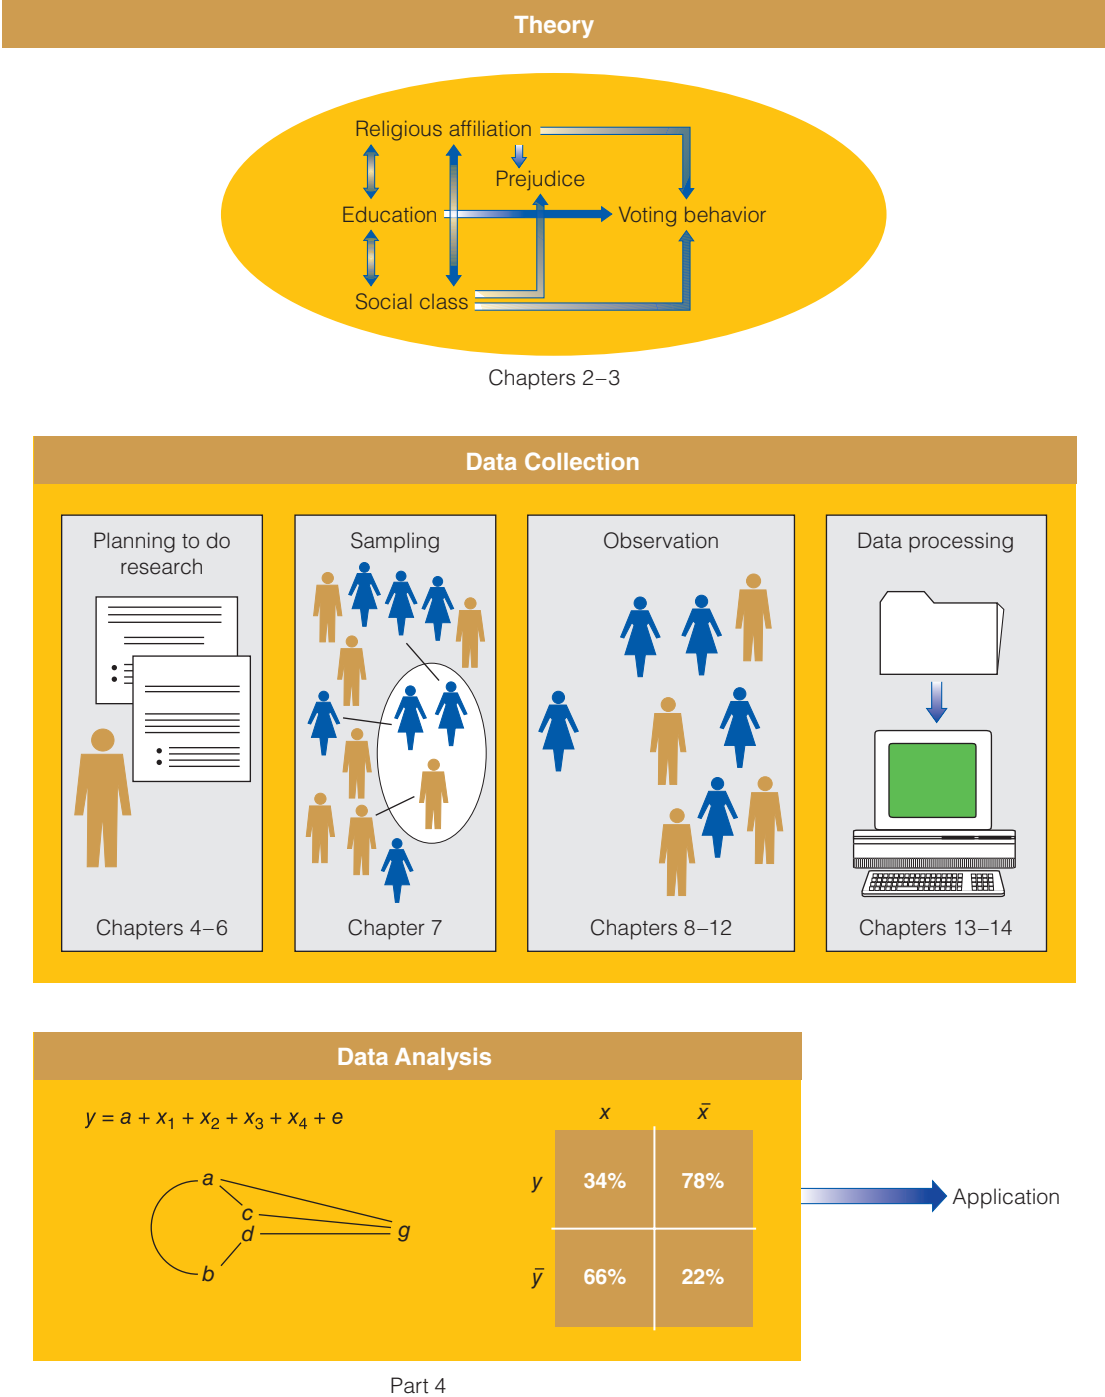 Theory
Religious affiliation
Prejudice
Education
Voting behavior
Social class
Chapters 2–3
Data Collection
Planning to do
research
Chapters 4–6
Sampling
Chapter 7
Observation
Chapters 8–12
Data processing
Chapters 13–14
Data Analysis
y = a + x₁ + x₂ + x₃ + x₄ + e
a
c
d
g
b
x x̄
y 34% 78%
ȳ 66% 22%
Application
Part 4